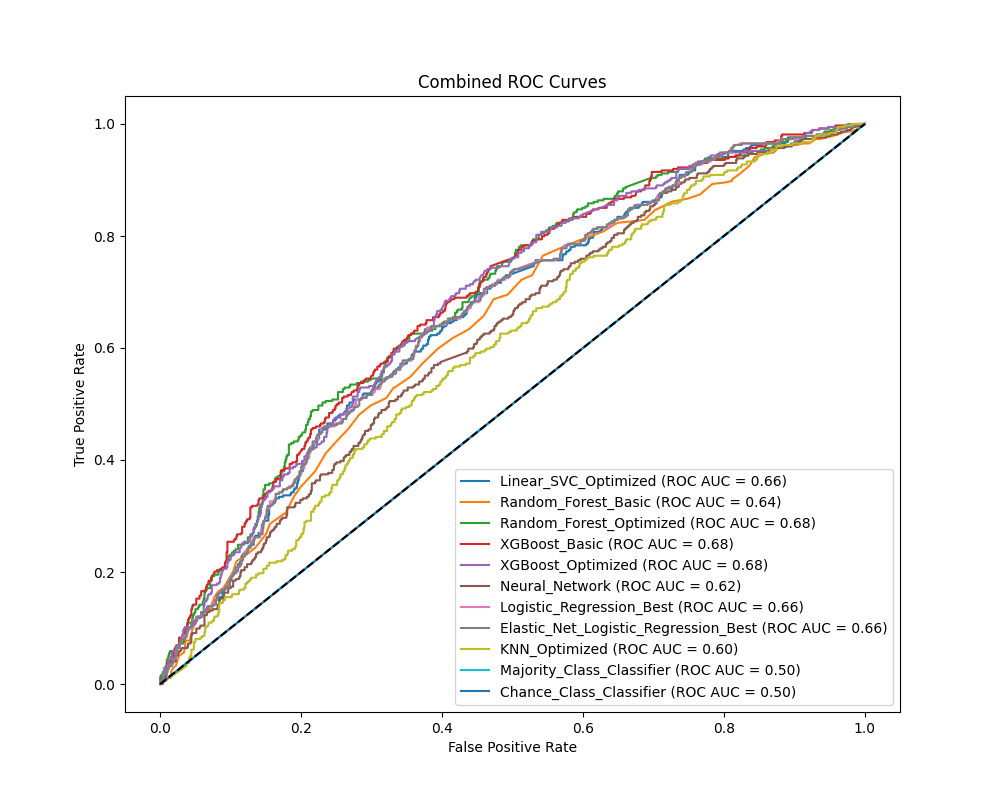 Combined ROC Curves
True Positive Rate
1.0
0.8
0.6
0.4
0.2
0.0
Linear_SVC_Optimized (ROC AUC = 0.66)
Random_Forest_Basic (ROC AUC = 0.64)
Random_Forest_Optimized (ROC AUC = 0.68)
XGBoost_Basic (ROC AUC = 0.68)
XGBoost_Optimized (ROC AUC = 0.68)
Neural_Network (ROC AUC = 0.62)
Logistic_Regression_Best (ROC AUC = 0.66)
Elastic_Net_Logistic_Regression_Best (ROC AUC = 0.66)
KNN_Optimized (ROC AUC = 0.60)
Majority_Class_Classifier (ROC AUC = 0.50)
Chance_Class_Classifier (ROC AUC = 0.50)
0.0 0.2 0.4 0.6 0.8 1.0
False Positive Rate